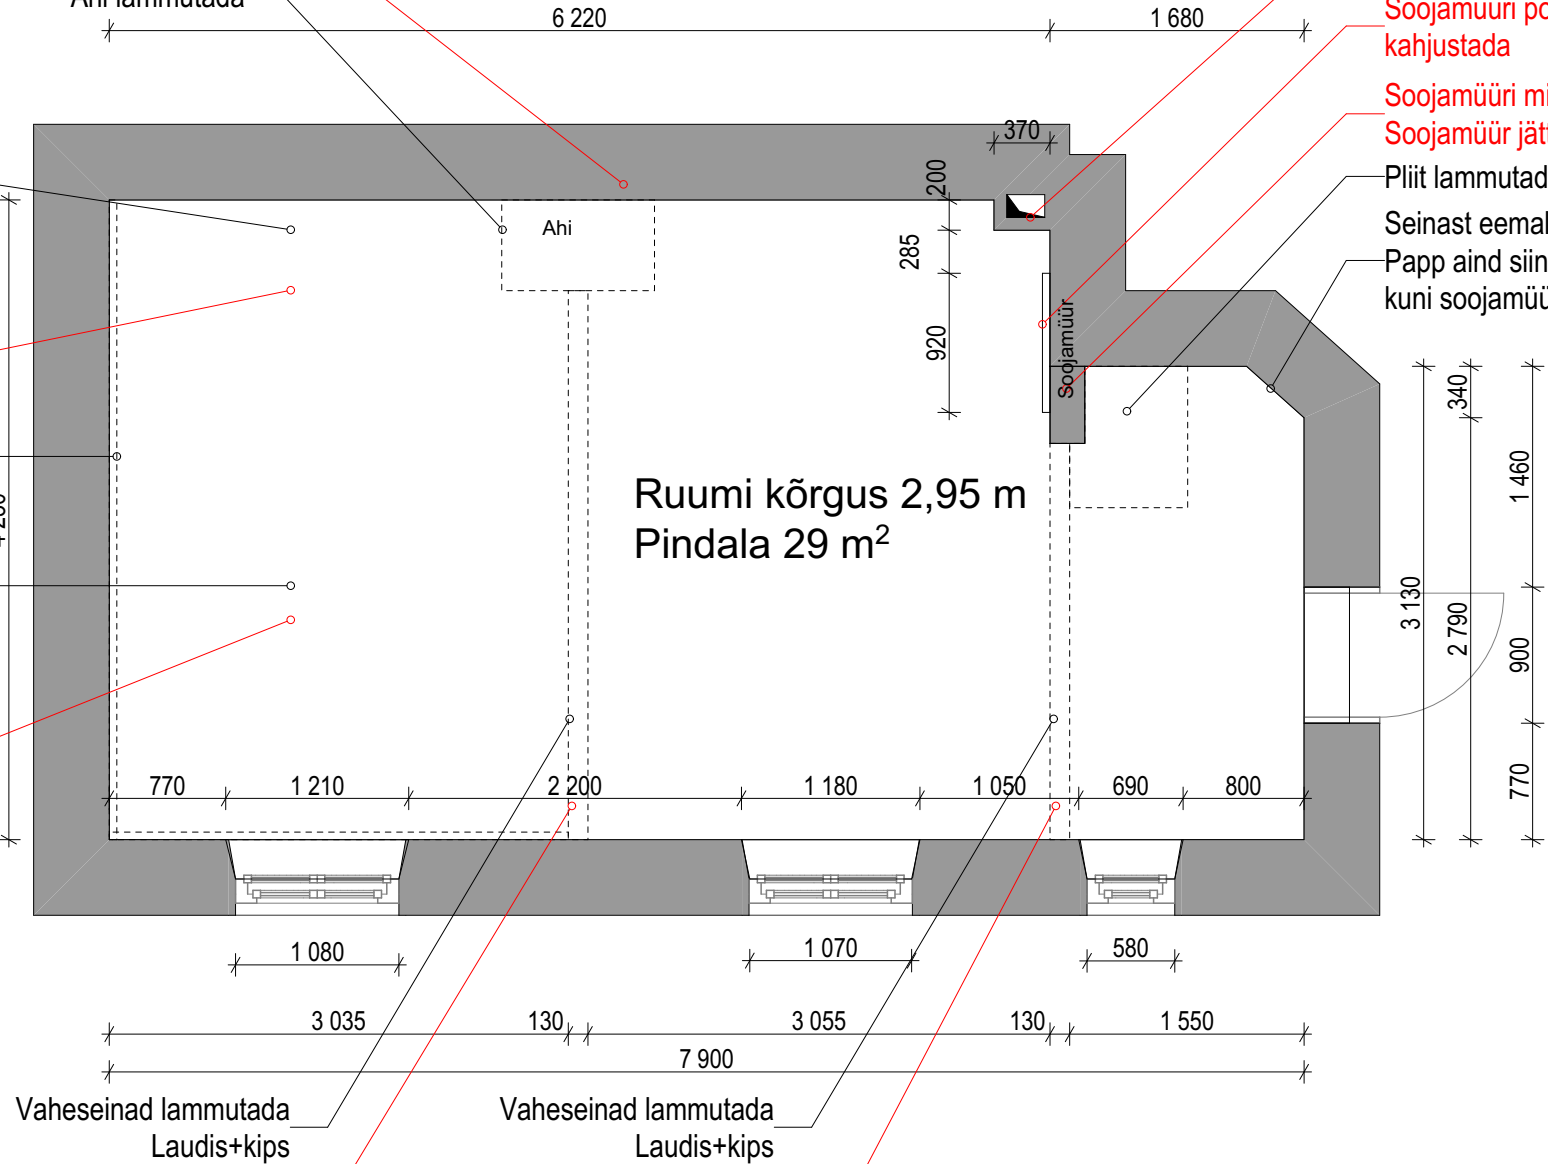 Ahi lammutada
6 220
1 680
kahjustada
Soojamüür
Pliit lammutad
Seinast eemal
Papp aind siin
370
200
285
920
Ahi
Soojamüür
Ruumi kõrgus 2,95 m
Pindala 29 m²
340
1 460
3 130
2 790
900
770
770
1 210
2 200
1 180
1 050
690
800
1 080
1 070
580
3 035
130
3 055
130
1 550
7 900
Vaheseinad lammutada
Laudis+kips
Vaheseinad lammutada
Laudis+kips